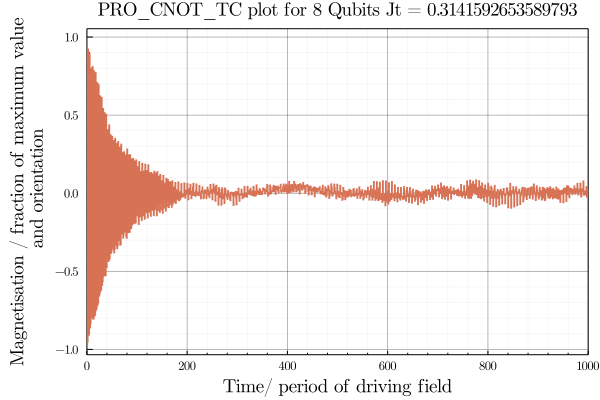 PRO_CNOT_TC plot for 8 Qubits Jt = 0.3141592653589793
Magnetisation / fraction of maximum value
and orientation
1.0
0.5
0.0
−0.5
−1.0
0 200 400 600 800 1000
Time/ period of driving field